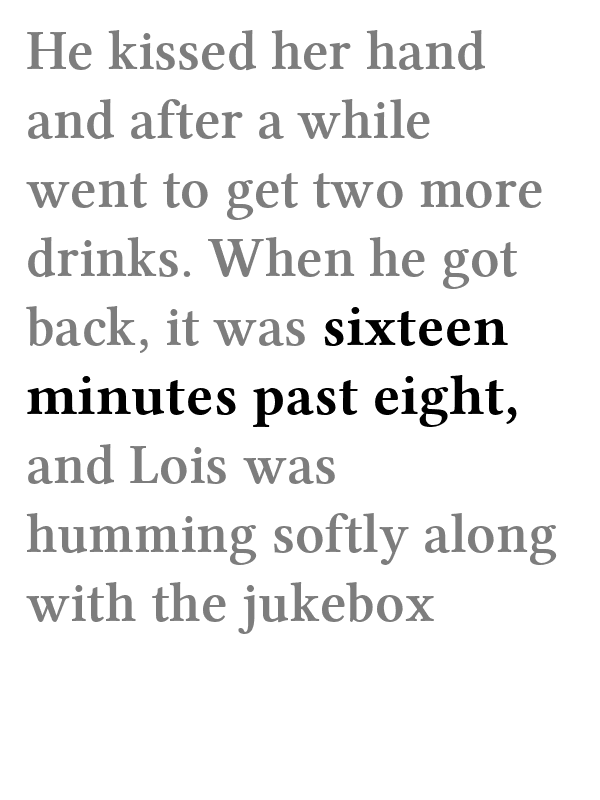 He kissed her hand
and after a while
went to get two more
drinks. When he got
back, it was sixteen
minutes past eight,
and Lois was
humming softly along
with the jukebox